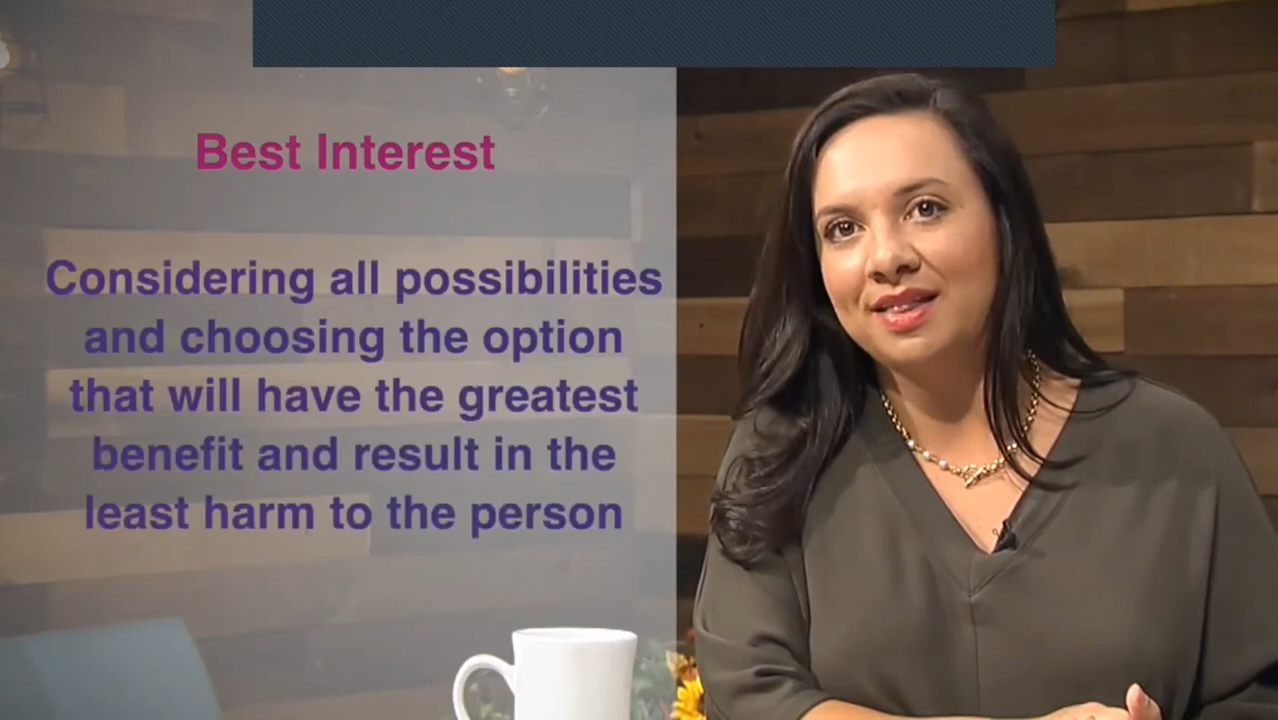 Best Interest
Considering all possibilities
and choosing the option
that will have the greatest
benefit and result in the
least harm to the person